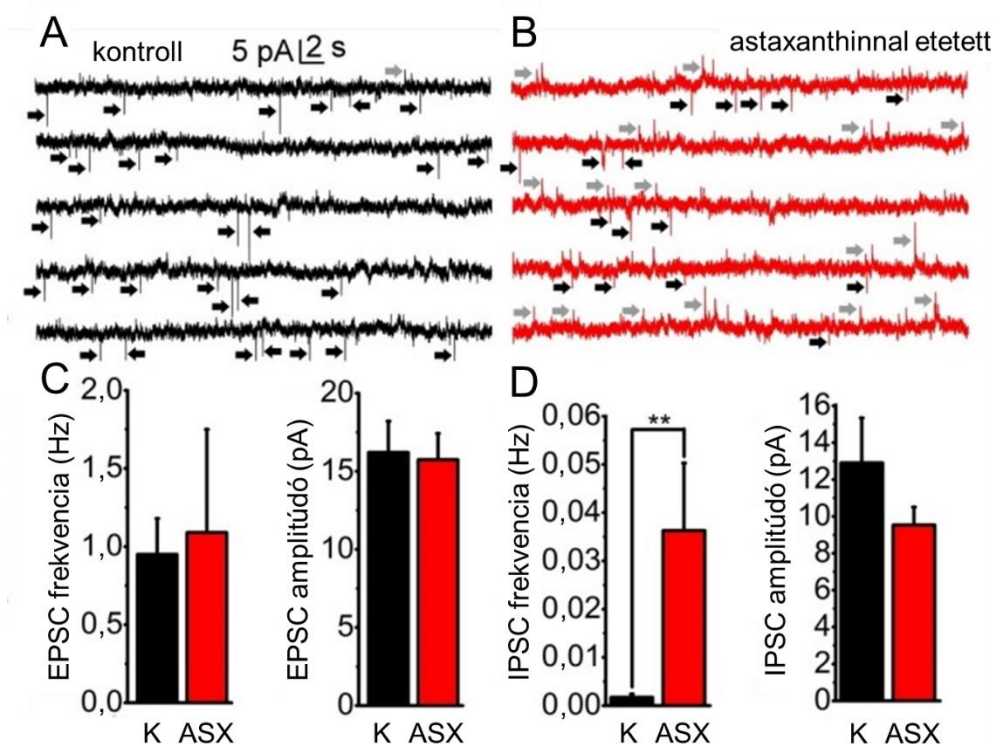 A
kontroll
5 pA 2 s
B
astaxanthinnal etetett
C
EPSC frekvencia (Hz)
2,0
1,5
1,0
0,5
0,0
K ASX
EPSC amplitúdó (pA)
20
15
10
5
0
K ASX
D
IPSC frekvencia (Hz)
0,06
0,05
0,04
0,03
0,02
0,01
0,00
**
K ASX
IPSC amplitúdó (pA)
16
14
12
10
8
6
4
2
0
K ASX